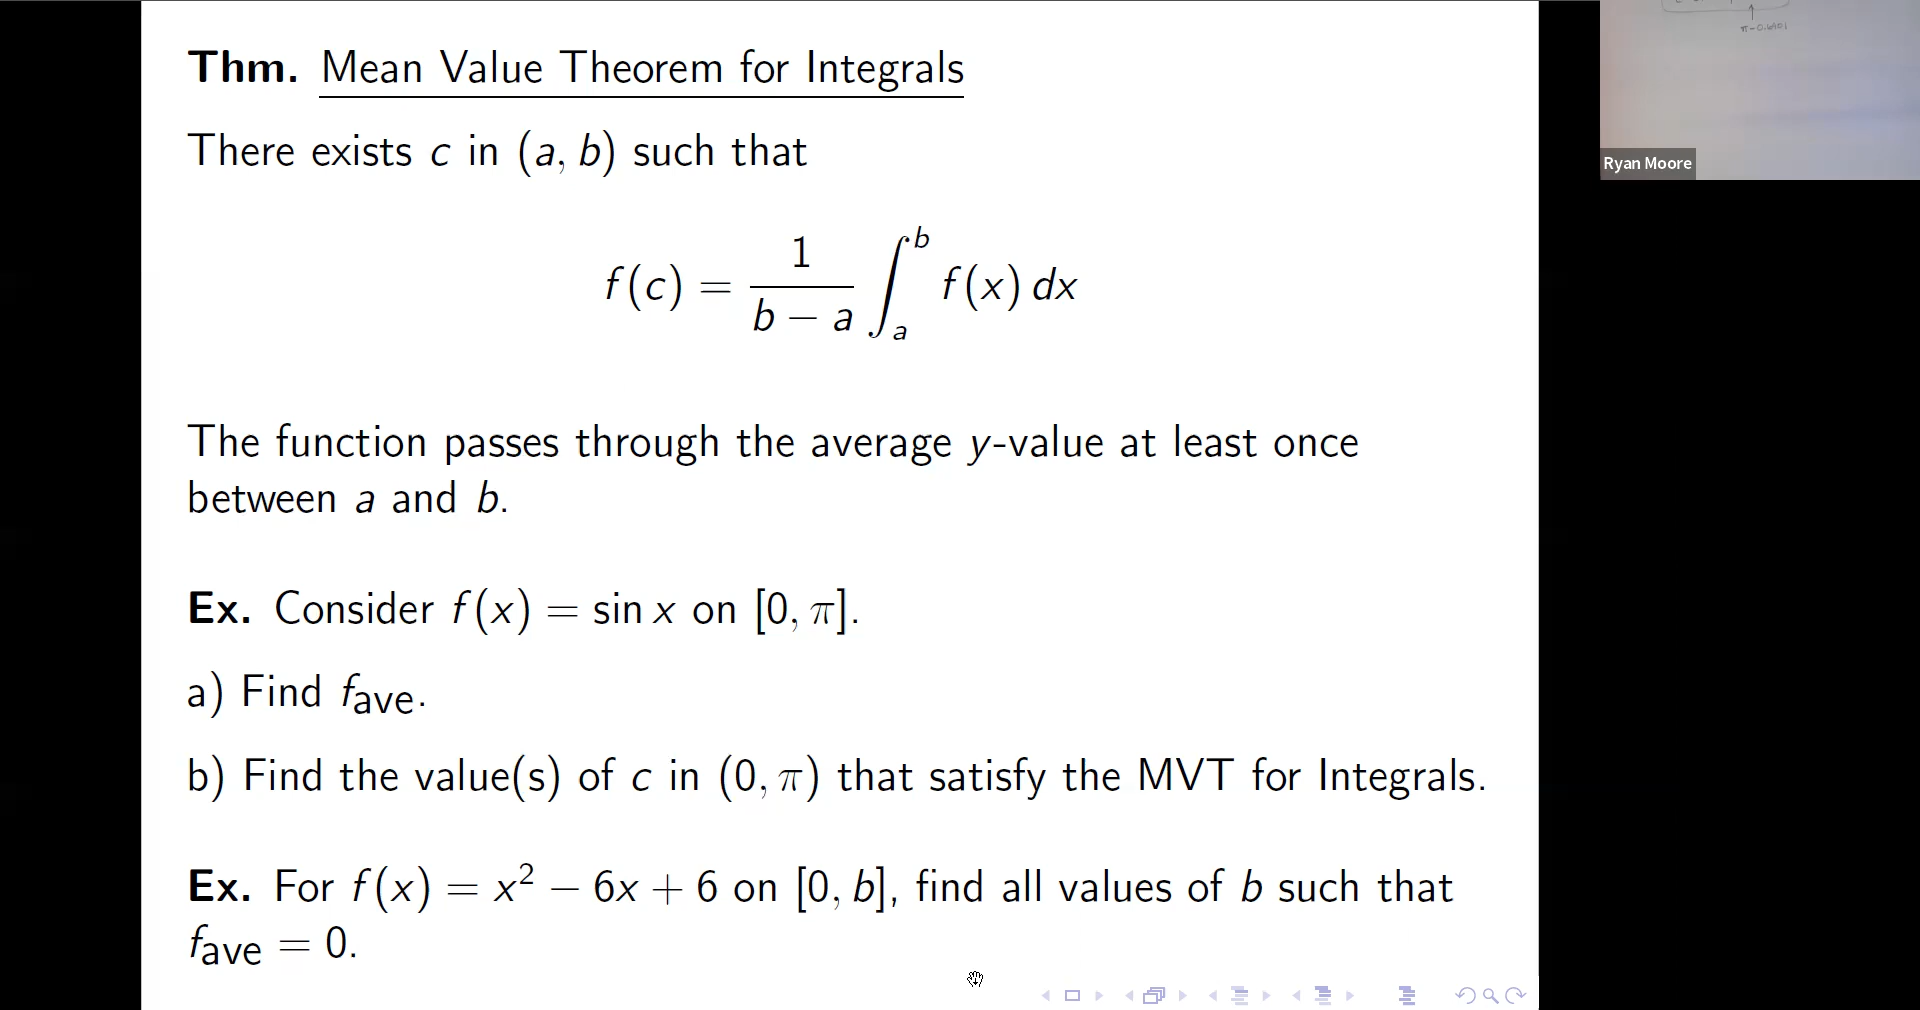 Thm. Mean Value Theorem for Integrals
There exists c in (a, b) such that
f(c) = \frac{1}{b − a} \int_a^b f(x) dx
The function passes through the average y-value at least once
between a and b.
Ex. Consider f(x) = sin x on [0, π].
a) Find f_ave.
b) Find the value(s) of c in (0, π) that satisfy the MVT for Integrals.
Ex. For f(x) = x² − 6x + 6 on [0, b], find all values of b such that
f_ave = 0.
Ryan Moore